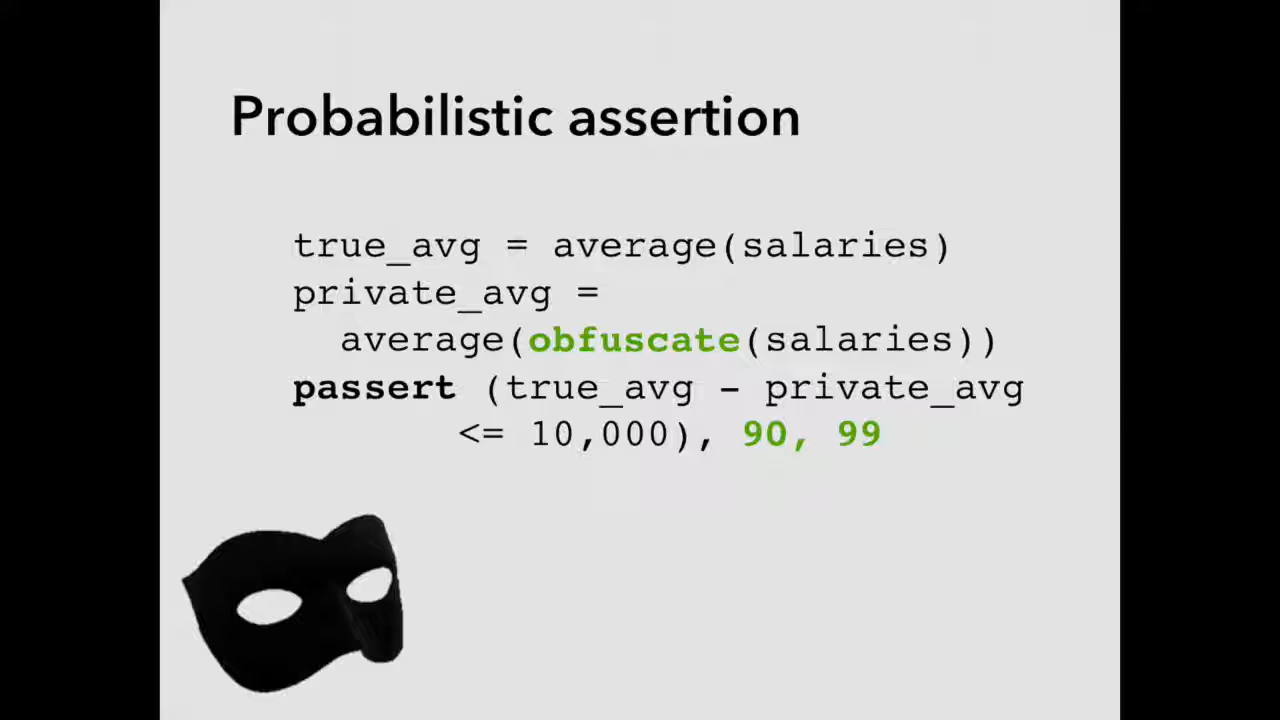 Probabilistic assertion
true_avg = average(salaries)
private_avg =
average(obfuscate(salaries))
passert (true_avg - private_avg
<= 10,000), 90, 99